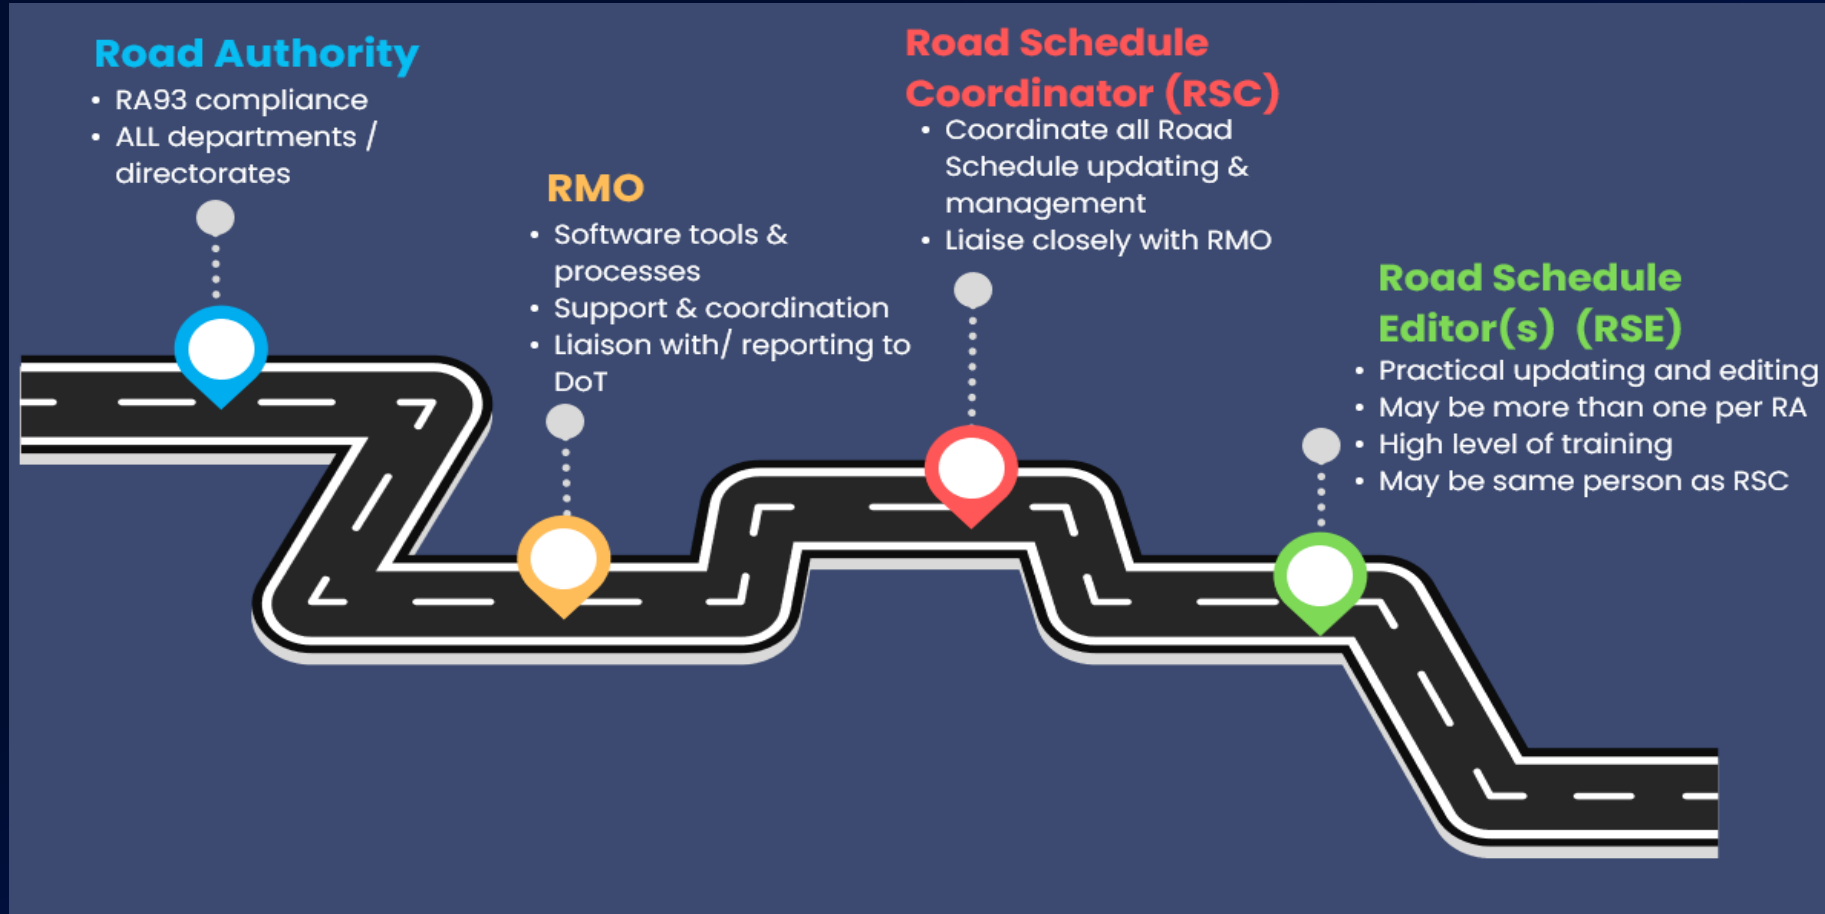 Road Authority
• RA93 compliance
• ALL departments /
directorates
RMO
• Software tools &
processes
• Support & coordination
• Liaison with/ reporting to
DoT
Road Schedule
Coordinator (RSC)
• Coordinate all Road
Schedule updating &
management
• Liaise closely with RMO
Road Schedule
Editor(s) (RSE)
• Practical updating and editing
• May be more than one per RA
• High level of training
• May be same person as RSC